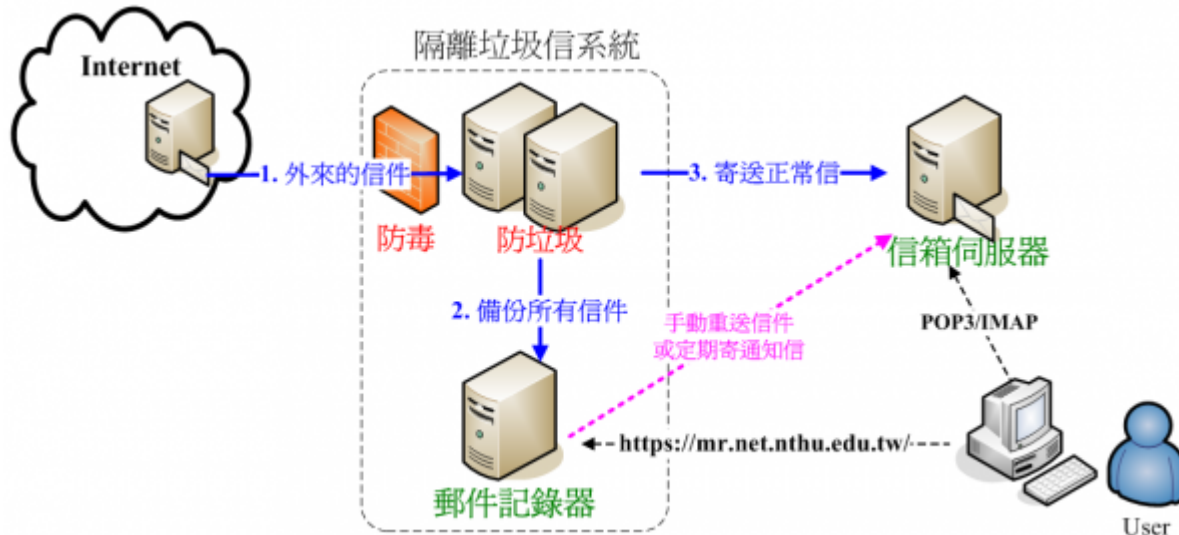 隔離垃圾信系統
Internet
1. 外來的信件
3. 寄送正常信
防毒
防垃圾
信箱伺服器
2. 備份所有信件
手動重送信件
或定期寄通知信
POP3/IMAP
https://mr.net.nthu.edu.tw/
郵件記錄器
User